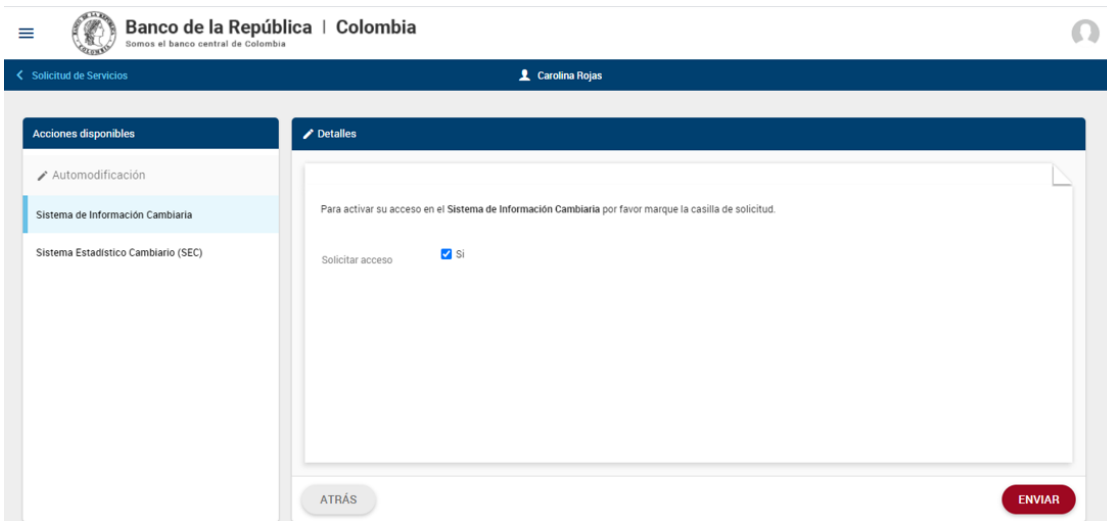 Banco de la República | Colombia
Somos el banco central de Colombia
Solicitud de Servicios
Carolina Rojas
Acciones disponibles
Automodificación
Sistema de Información Cambiaria
Sistema Estadístico Cambiario (SEC)
Detalles
Para activar su acceso en el Sistema de Información Cambiaria por favor marque la casilla de solicitud.
Solicitar acceso
Si
ATRÁS
ENVIAR